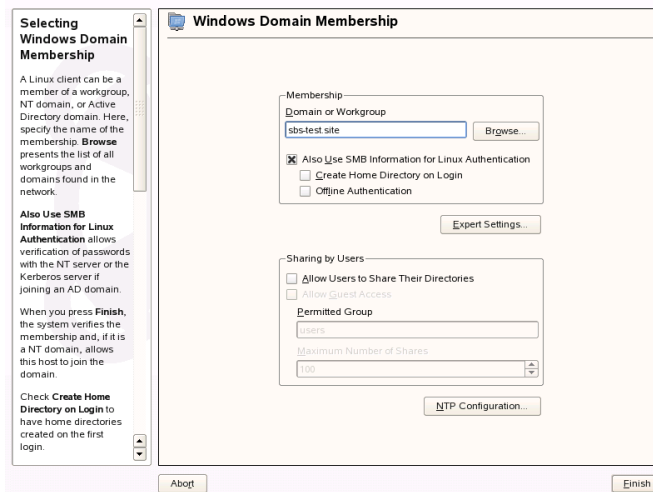 Selecting
Windows Domain
Membership
A Linux client can be a
member of a workgroup,
NT domain, or Active
Directory domain. Here,
specify the name of the
membership. Browse
presents the list of all
workgroups and
domains found in the
network.
Also Use SMB
Information for Linux
Authentication allows
verification of passwords
with the NT server or the
Kerberos server if
joining an AD domain.
When you press Finish,
the system verifies the
membership and, if it is
a NT domain, allows
this host to join the
domain.
Check Create Home
Directory on Login to
have home directories
created on the first
login.
Windows Domain Membership
Membership
Domain or Workgroup
sbs-test.site
Browse...
Also Use SMB Information for Linux Authentication
Create Home Directory on Login
Offline Authentication
Expert Settings...
Sharing by Users
Allow Users to Share Their Directories
Allow Guest Access
Permitted Group
users
Maximum Number of Shares
100
NTP Configuration...
Abort
Finish